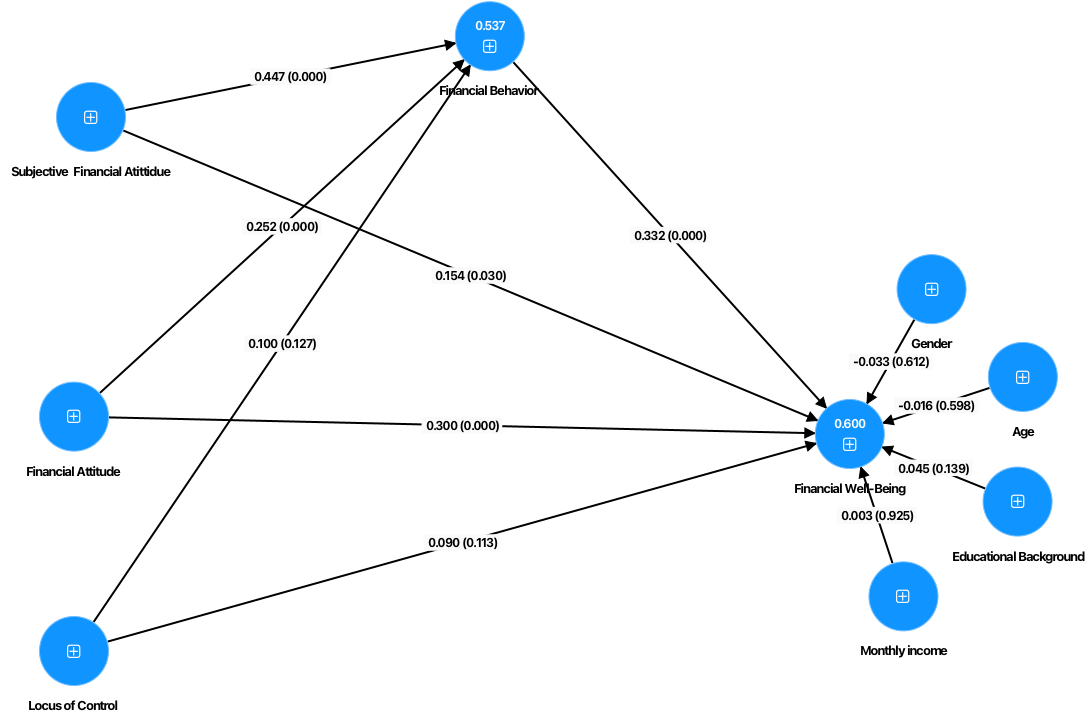 0.537
0.447 (0.000)
Financial Behavior
Subjective  Financial Atittidue
0.252 (0.000)
0.332 (0.000)
0.154 (0.030)
Gender
0.100 (0.127)
-0.033 (0.612)
-0.016 (0.598)
0.300 (0.000)
0.600
Age
Financial Attitude
0.045 (0.139)
Financial Well-Being
0.003 (0.925)
0.090 (0.113)
Educational Background
Monthly income
Locus of Control